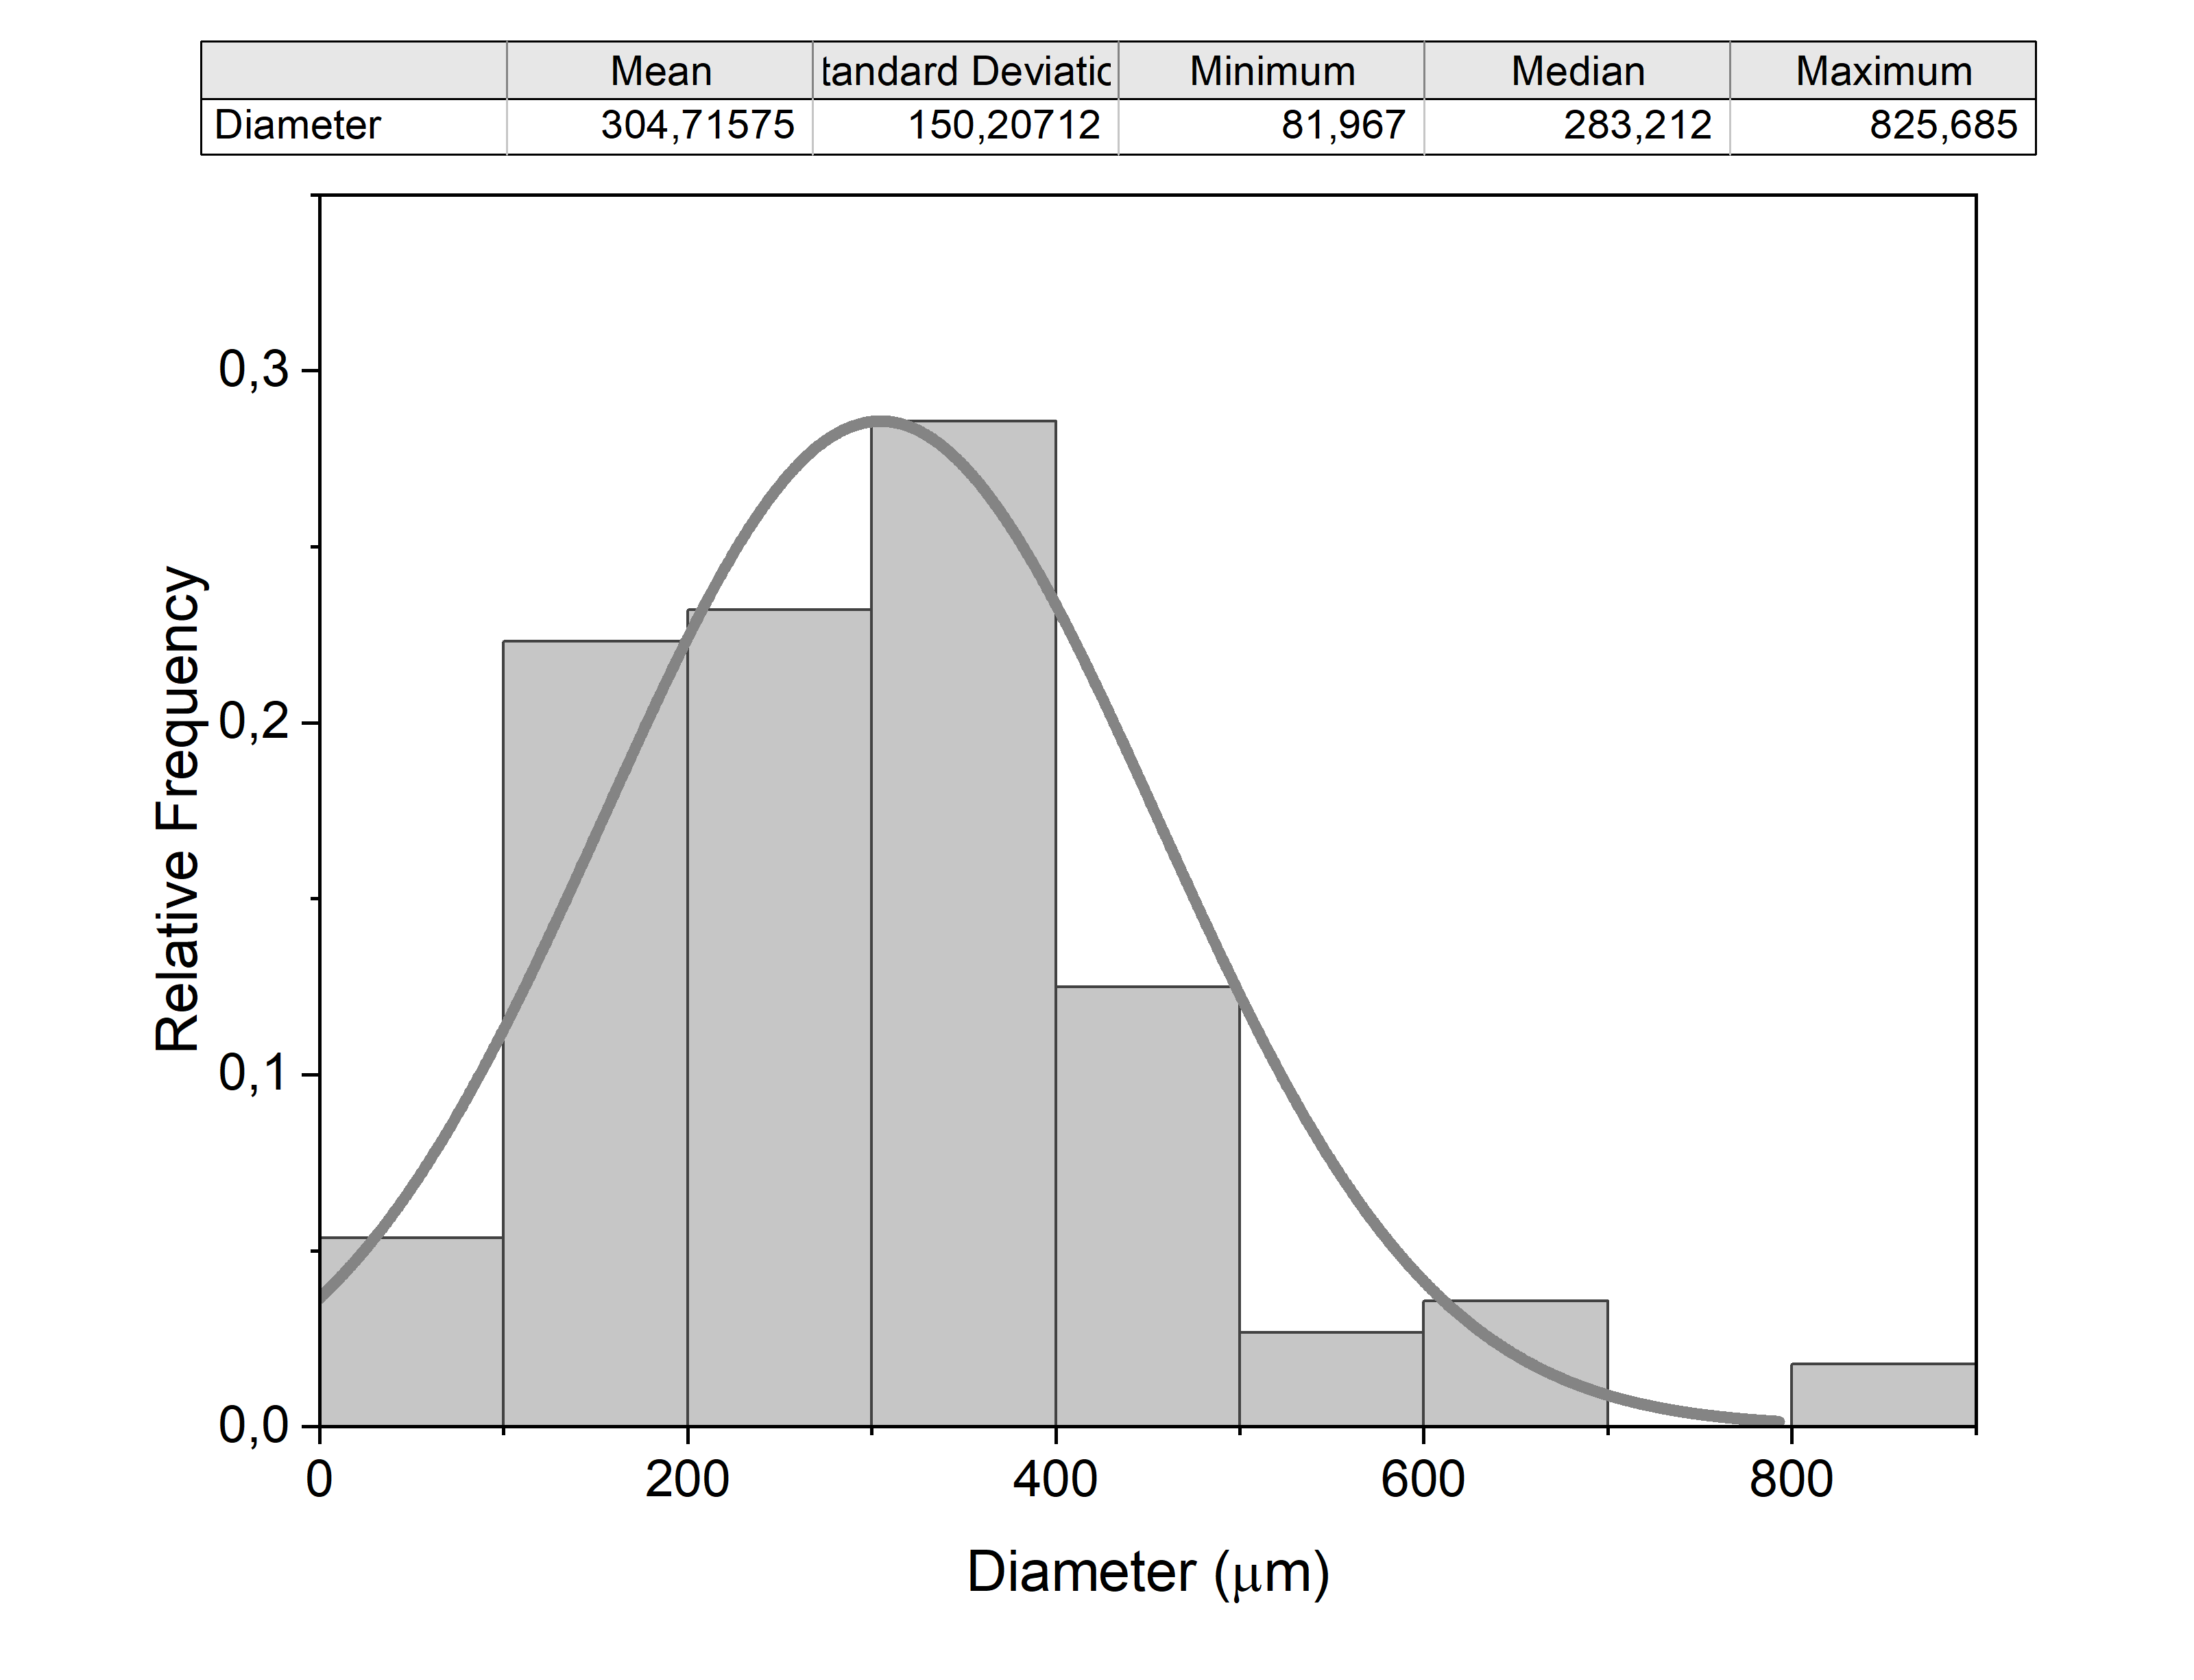 Mean tandard Deviatic Minimum Median Maximum
Diameter 304,71575 150,20712 81,967 283,212 825,685
0,3
0,2
0,1
0,0
Relative Frequency
0 200 400 600 800
Diameter (μm)